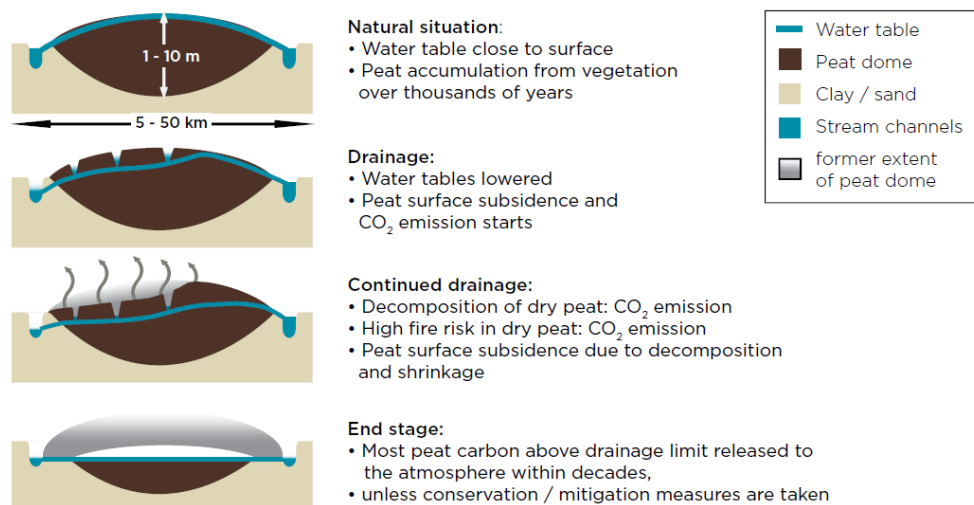 Natural situation:
• Water table close to surface
• Peat accumulation from vegetation
over thousands of years
1 - 10 m
5 - 50 km
Drainage:
• Water tables lowered
• Peat surface subsidence and
CO₂ emission starts
Continued drainage:
• Decomposition of dry peat: CO₂ emission
• High fire risk in dry peat: CO₂ emission
• Peat surface subsidence due to decomposition
and shrinkage
End stage:
• Most peat carbon above drainage limit released to
the atmosphere within decades,
• unless conservation / mitigation measures are taken
Water table
Peat dome
Clay / sand
Stream channels
former extent
of peat dome